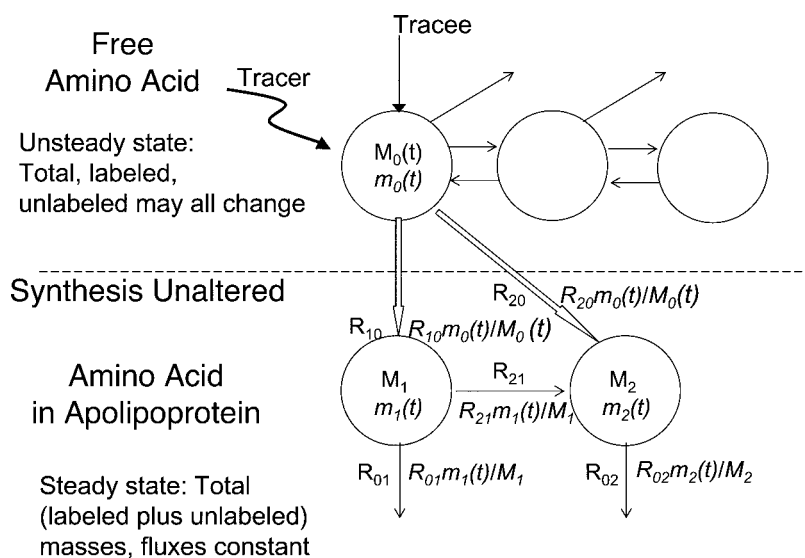 Tracee
Free
Amino Acid
Tracer
Unsteady state:
Total, labeled,
unlabeled may all change
M0(t)
m0(t)
Synthesis Unaltered
R20
R20m0(t)/M0(t)
R10
R10m0(t)/M0(t)
Amino Acid
in Apolipoprotein
M1
m1(t)
R21
R21m1(t)/M1
M2
m2(t)
R01
R01m1(t)/M1
R02
R02m2(t)/M2
Steady state: Total
(labeled plus unlabeled)
masses, fluxes constant